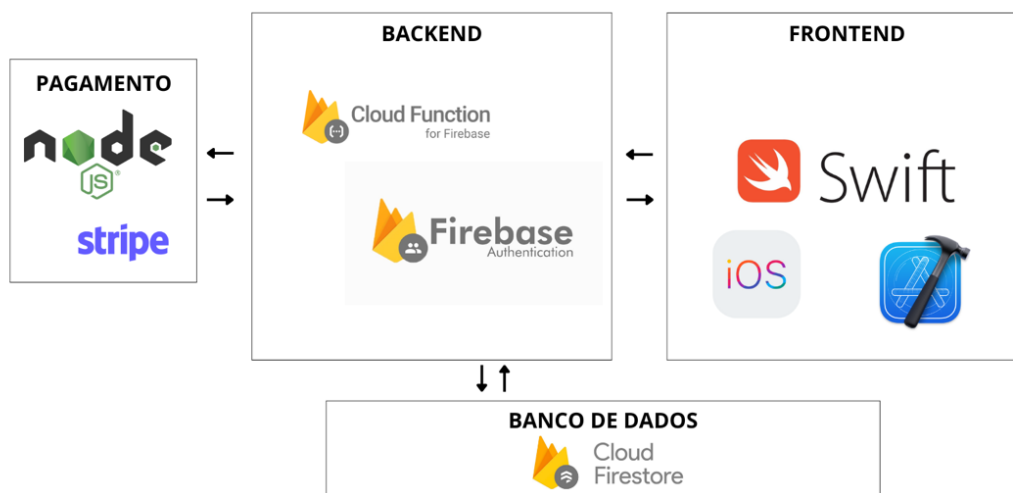 BACKEND
FRONTEND
PAGAMENTO
node
JS
stripe
Cloud Function
for Firebase
Firebase
Authentication
Swift
iOS
BANCO DE DADOS
Cloud
Firestore